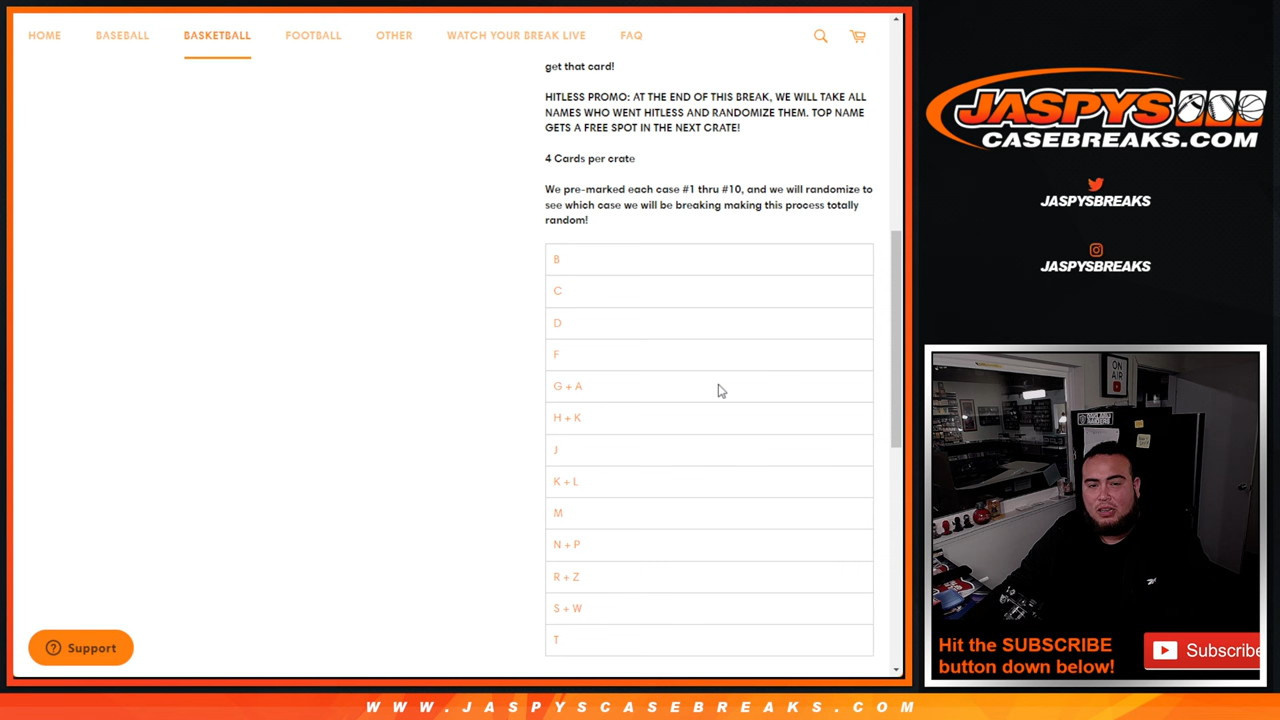 HOME BASEBALL BASKETBALL FOOTBALL OTHER WATCH YOUR BREAK LIVE FAQ
get that card!
HITLESS PROMO: AT THE END OF THIS BREAK, WE WILL TAKE ALL
NAMES WHO WENT HITLESS AND RANDOMIZE THEM. TOP NAME
GETS A FREE SPOT IN THE NEXT CRATE!
4 Cards per crate
We pre-marked each case #1 thru #10, and we will randomize to
see which case we will be breaking making this process totally
random!
B
C
D
F
G + A
H + K
J
K + L
M
N + P
R + Z
S + W
T
Support
JASPYS
CASEBREAKS.COM
JASPYSBREAKS
JASPYSBREAKS
ON
AIR
Hit the SUBSCRIBE
button down below!
Subscribe
WWW.JASPYSCASEBREAKS.COM